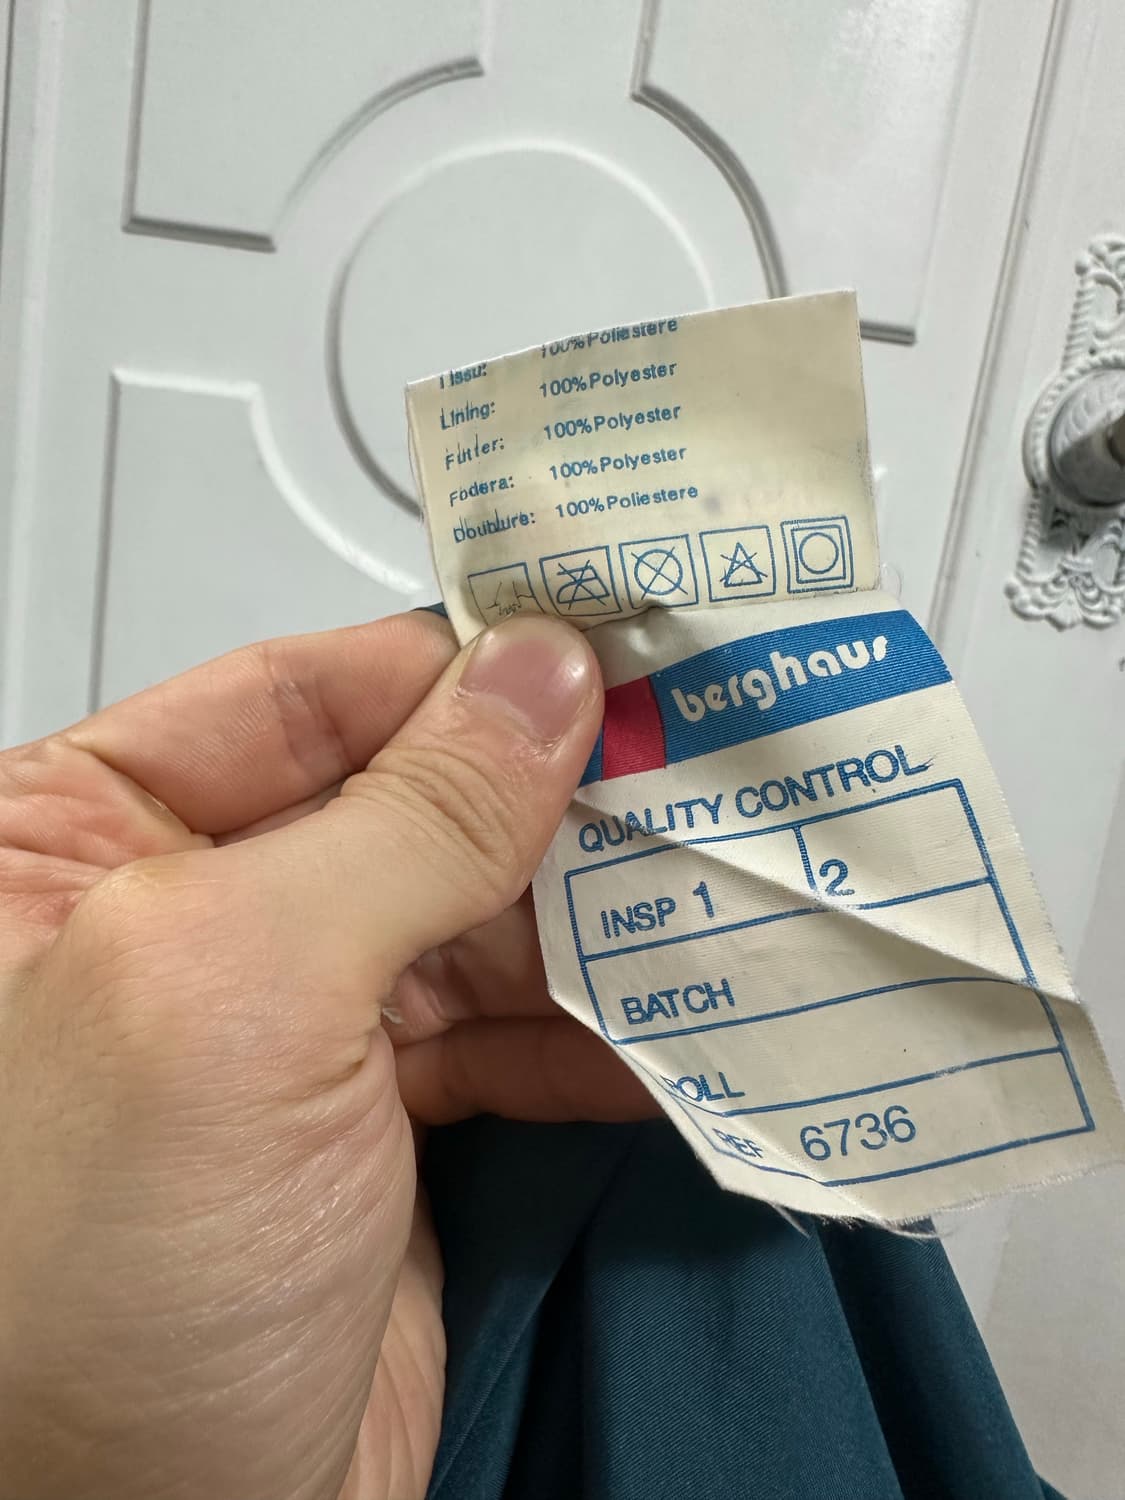 Tissu: 100%Poliestere
Lining: 100%Polyester
Futter: 100%Polyester
Fodera: 100%Polyester
Doublure: 100%Poliestere
berghaus
QUALITY CONTROL
INSP 1 2
BATCH
ROLL
REF 6736